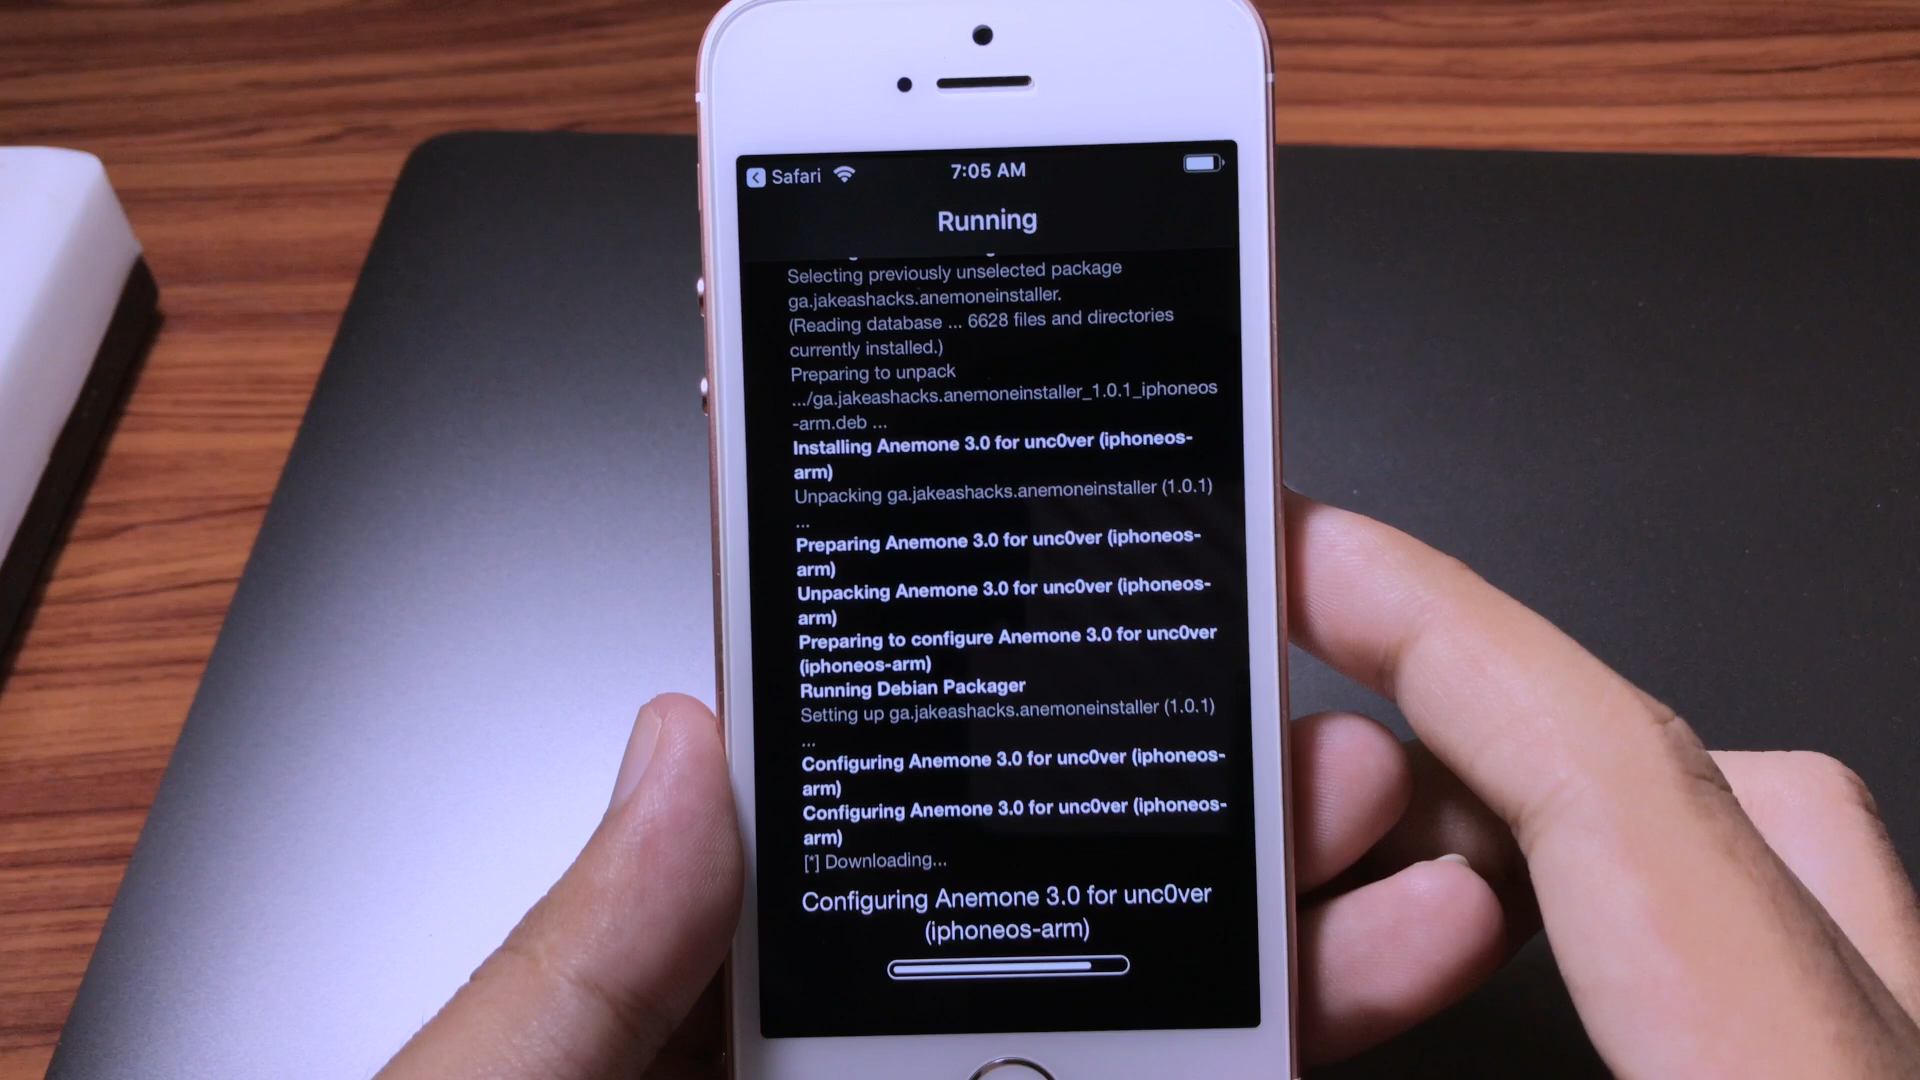 Safari 7:05 AM
Running
Selecting previously unselected package
ga.jakeashacks.anemoneinstaller.
(Reading database ... 6628 files and directories
currently installed.)
Preparing to unpack
.../ga.jakeashacks.anemoneinstaller_1.0.1_iphoneos
-arm.deb ...
Installing Anemone 3.0 for unc0ver (iphoneos-
arm)
Unpacking ga.jakeashacks.anemoneinstaller (1.0.1)
...
Preparing Anemone 3.0 for unc0ver (iphoneos-
arm)
Unpacking Anemone 3.0 for unc0ver (iphoneos-
arm)
Preparing to configure Anemone 3.0 for unc0ver
(iphoneos-arm)
Running Debian Packager
Setting up ga.jakeashacks.anemoneinstaller (1.0.1)
...
Configuring Anemone 3.0 for unc0ver (iphoneos-
arm)
Configuring Anemone 3.0 for unc0ver (iphoneos-
arm)
[*] Downloading...
Configuring Anemone 3.0 for unc0ver
(iphoneos-arm)